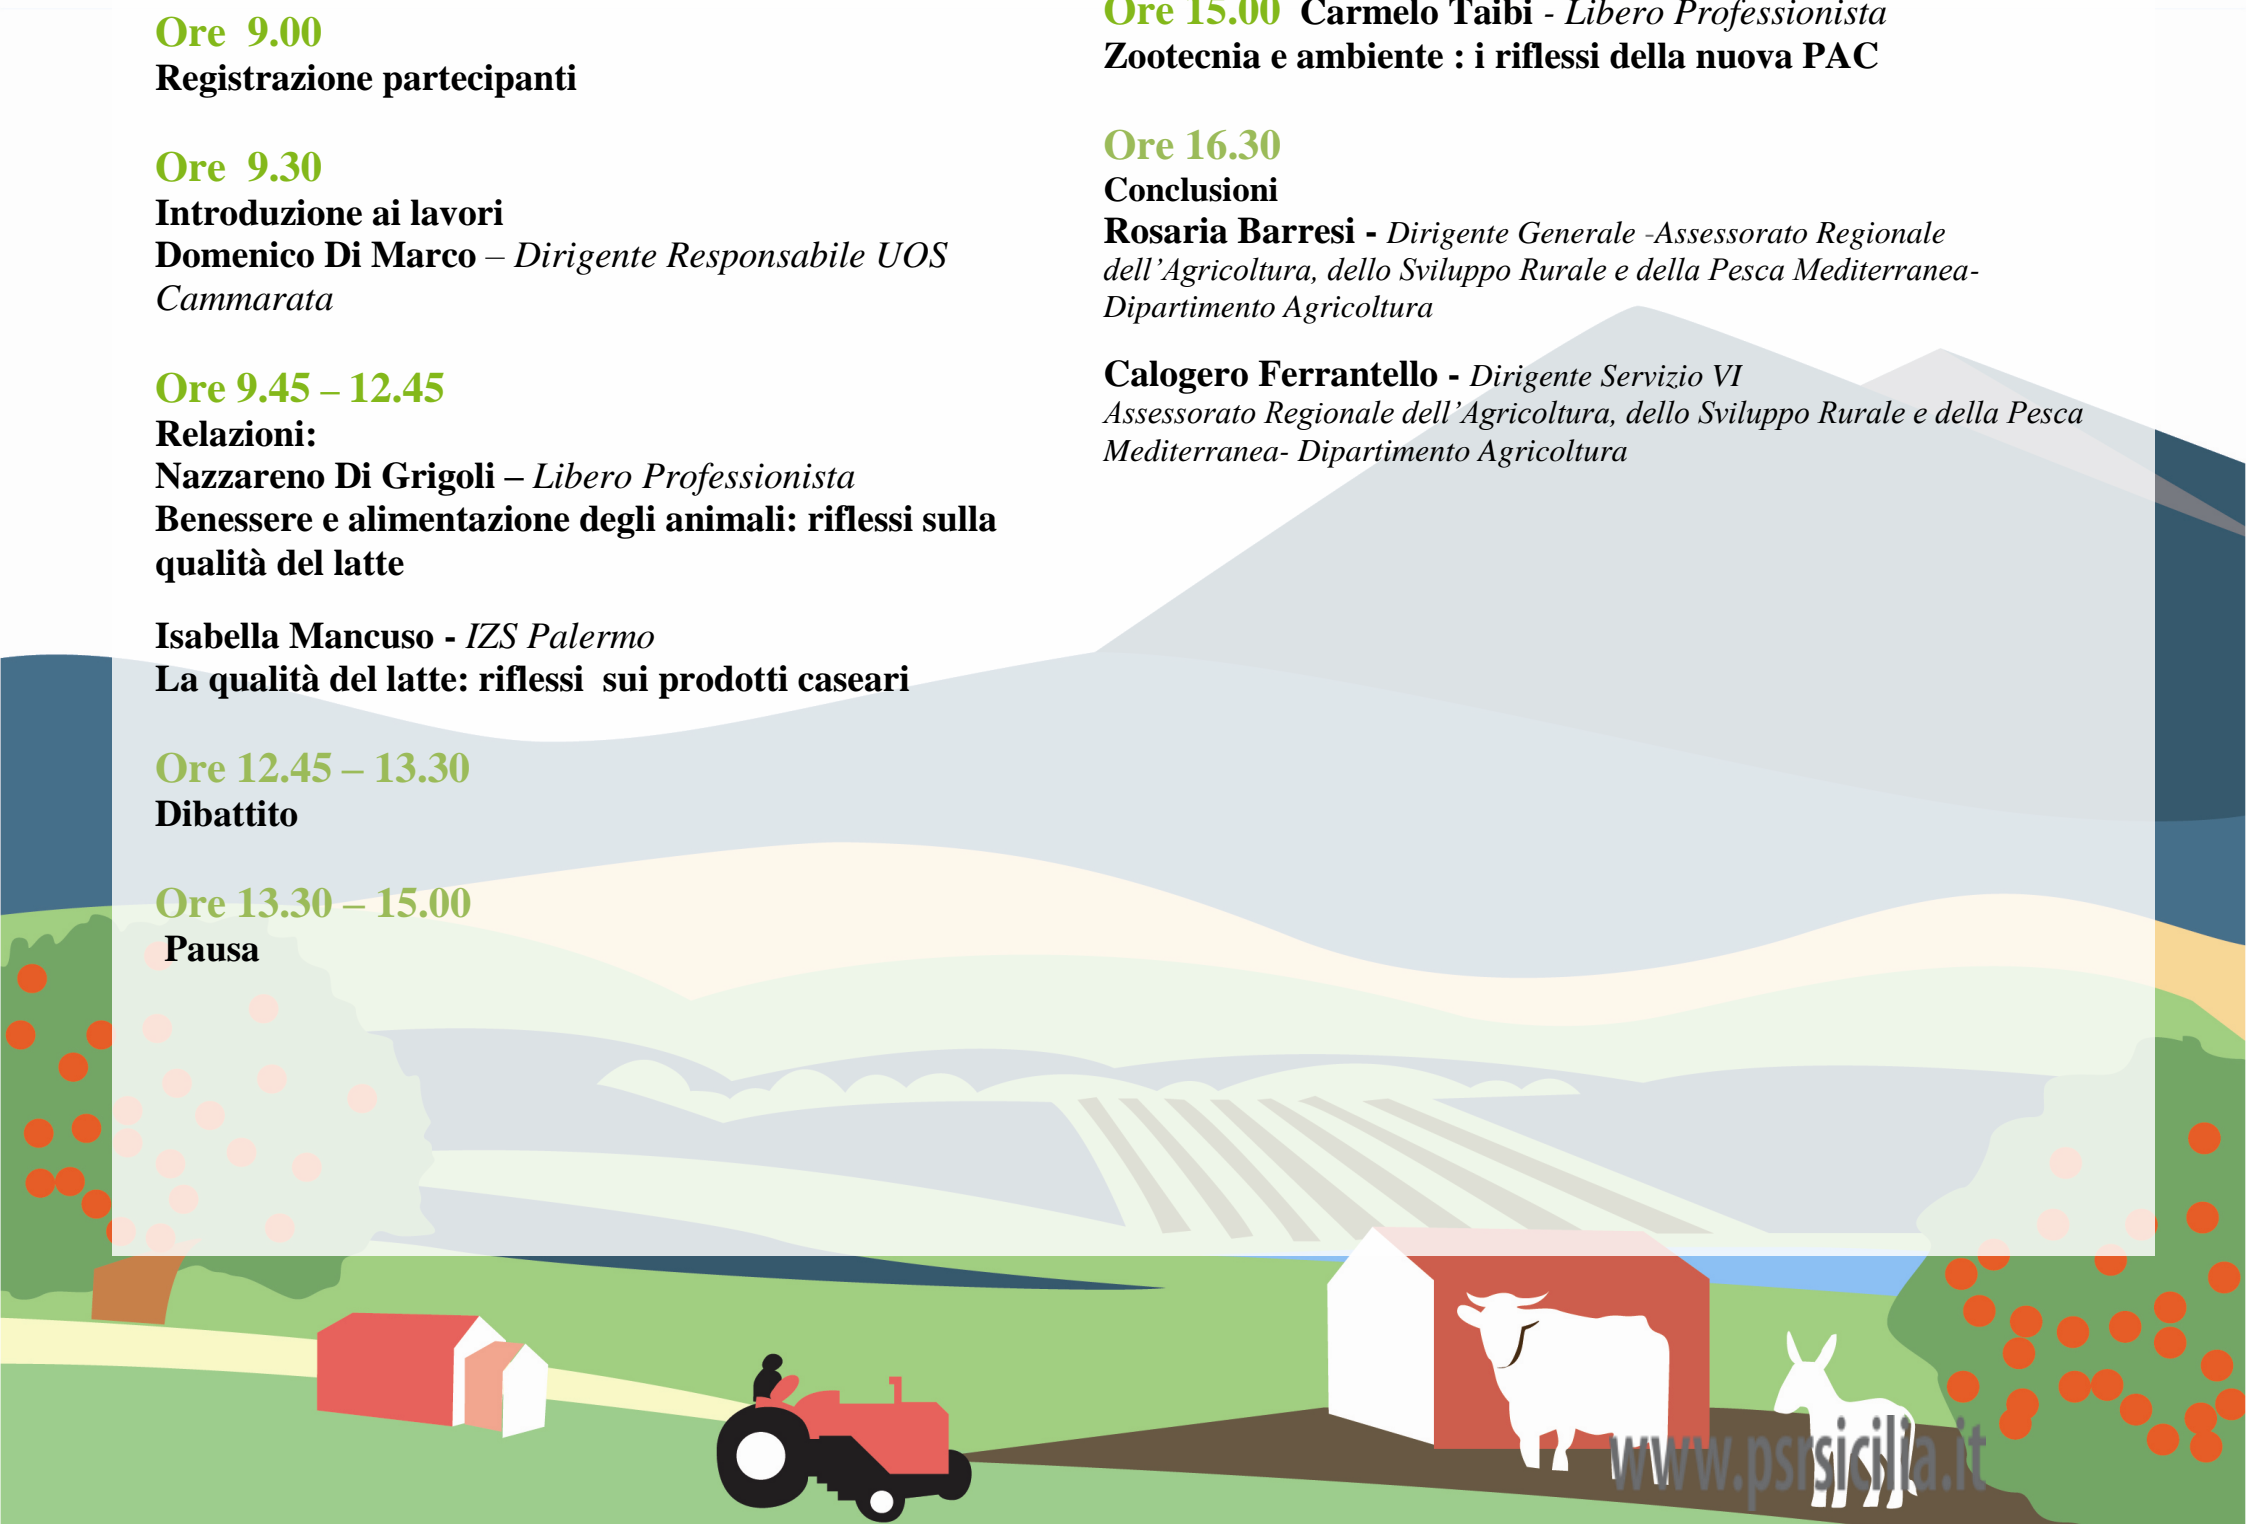 Ore 9.00
Registrazione partecipanti
Ore 9.30
Introduzione ai lavori
Domenico Di Marco – Dirigente Responsabile UOS
Cammarata
Ore 9.45 – 12.45
Relazioni:
Nazzareno Di Grigoli – Libero Professionista
Benessere e alimentazione degli animali: riflessi sulla
qualità del latte
Isabella Mancuso - IZS Palermo
La qualità del latte: riflessi sui prodotti caseari
Ore 12.45 – 13.30
Dibattito
Ore 13.30 – 15.00
Pausa
Ore 15.00 Carmelo Taibi - Libero Professionista
Zootecnia e ambiente : i riflessi della nuova PAC
Ore 16.30
Conclusioni
Rosaria Barresi - Dirigente Generale -Assessorato Regionale
dell’Agricoltura, dello Sviluppo Rurale e della Pesca Mediterranea-
Dipartimento Agricoltura
Calogero Ferrantello - Dirigente Servizio VI
Assessorato Regionale dell’Agricoltura, dello Sviluppo Rurale e della Pesca
Mediterranea- Dipartimento Agricoltura
www.psrsicilia.it